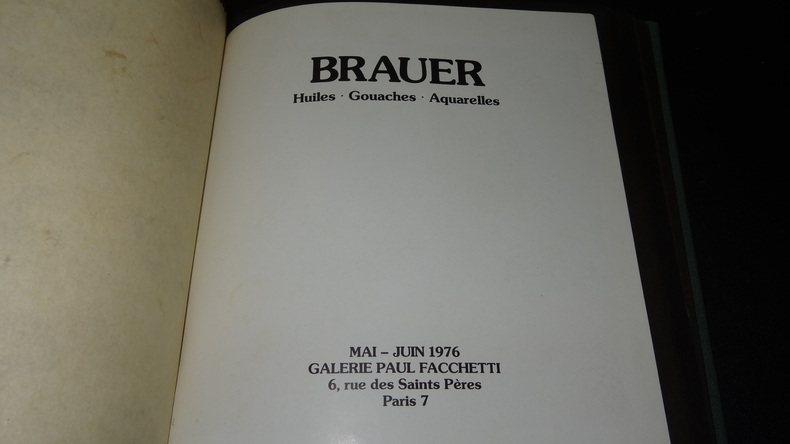 BRAUER
Huiles · Gouaches · Aquarelles
MAI – JUIN 1976
GALERIE PAUL FACCHETTI
6, rue des Saints Pères
Paris 7